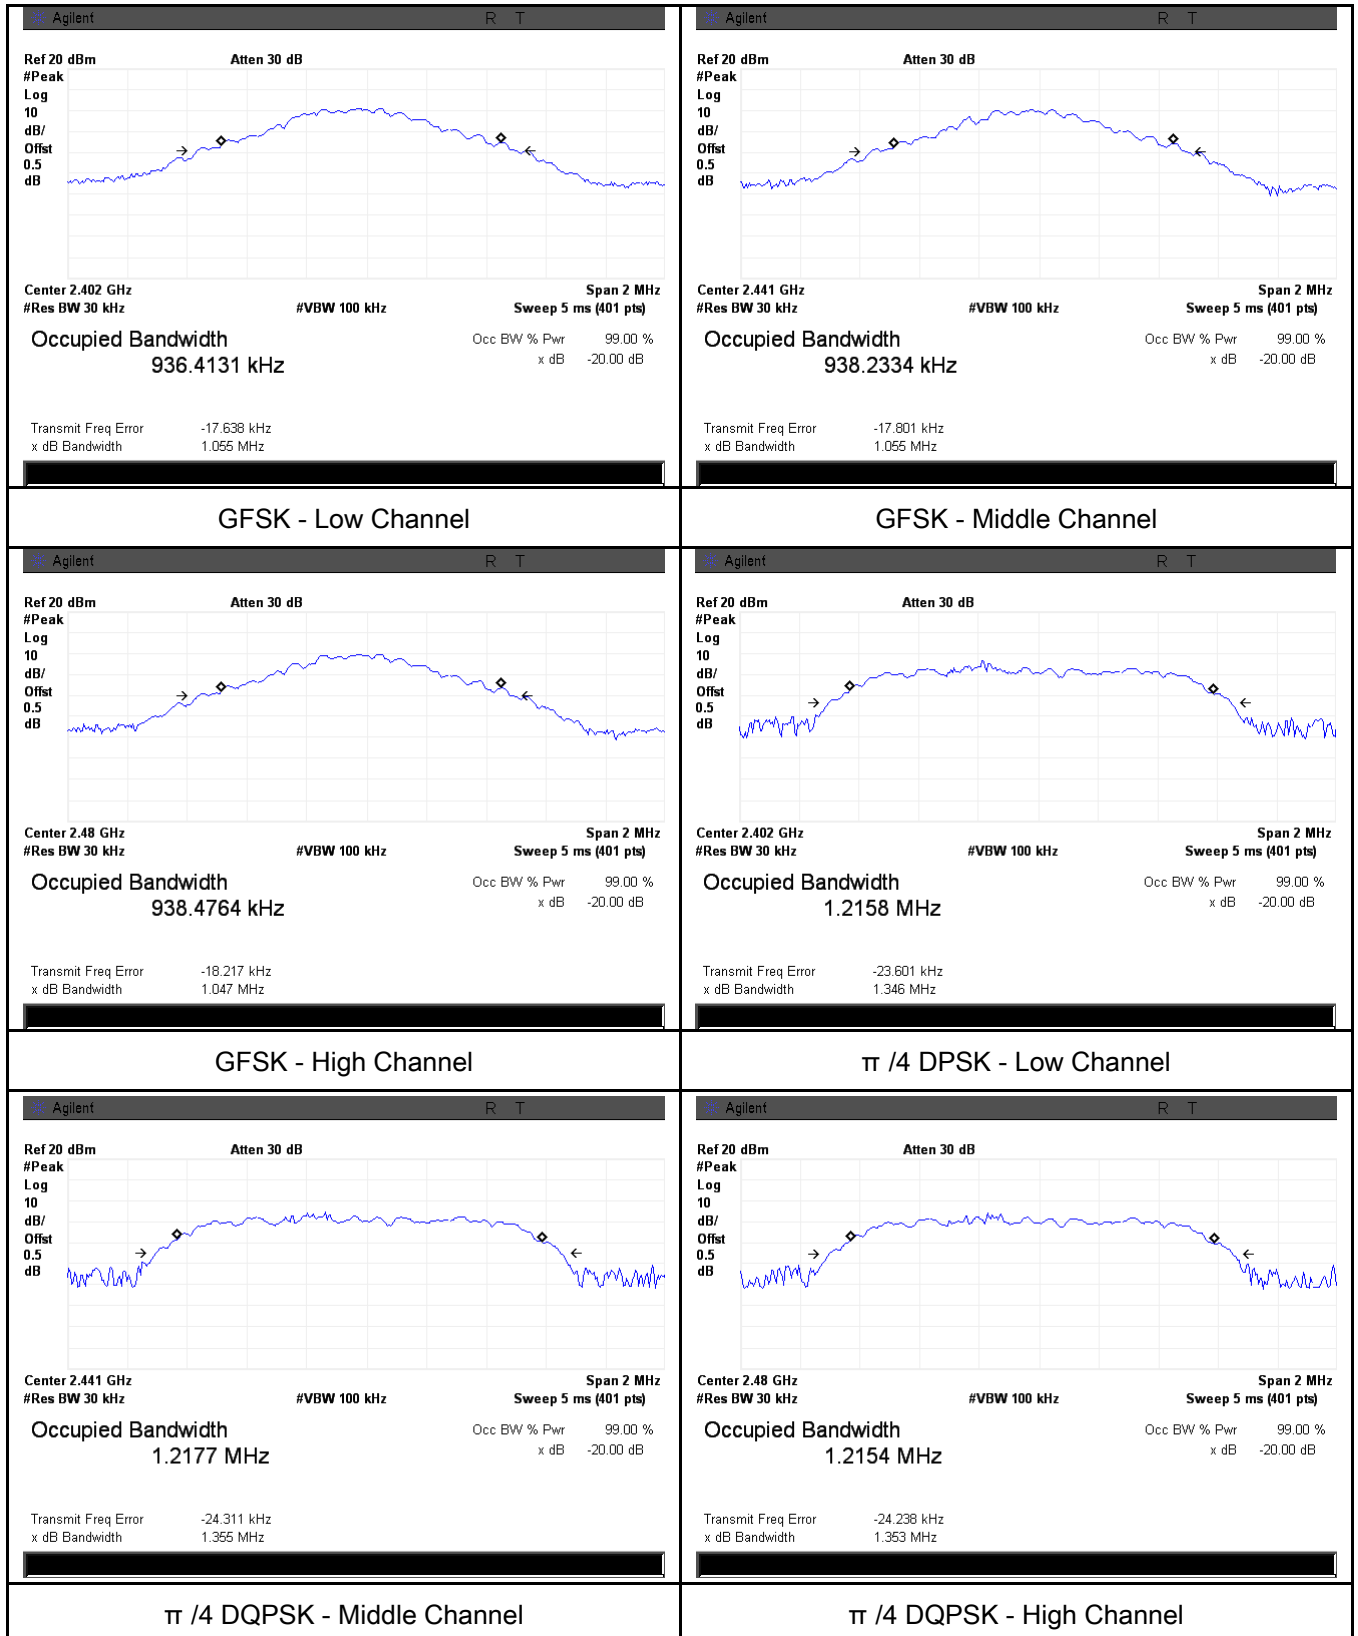 Agilent R T
Ref 20 dBm Atten 30 dB
#Peak
Log
10
dB/
Offst
0.5
dB
Center 2.402 GHz Span 2 MHz
#Res BW 30 kHz #VBW 100 kHz Sweep 5 ms (401 pts)
Occupied Bandwidth Occ BW % Pwr 99.00 %
936.4131 kHz x dB -20.00 dB
Transmit Freq Error -17.638 kHz
x dB Bandwidth 1.055 MHz
GFSK - Low Channel
Agilent R T
Ref 20 dBm Atten 30 dB
#Peak
Log
10
dB/
Offst
0.5
dB
Center 2.441 GHz Span 2 MHz
#Res BW 30 kHz #VBW 100 kHz Sweep 5 ms (401 pts)
Occupied Bandwidth Occ BW % Pwr 99.00 %
938.2334 kHz x dB -20.00 dB
Transmit Freq Error -17.801 kHz
x dB Bandwidth 1.055 MHz
GFSK - Middle Channel
Agilent R T
Ref 20 dBm Atten 30 dB
#Peak
Log
10
dB/
Offst
0.5
dB
Center 2.48 GHz Span 2 MHz
#Res BW 30 kHz #VBW 100 kHz Sweep 5 ms (401 pts)
Occupied Bandwidth Occ BW % Pwr 99.00 %
938.4764 kHz x dB -20.00 dB
Transmit Freq Error -18.217 kHz
x dB Bandwidth 1.047 MHz
GFSK - High Channel
Agilent R T
Ref 20 dBm Atten 30 dB
#Peak
Log
10
dB/
Offst
0.5
dB
Center 2.402 GHz Span 2 MHz
#Res BW 30 kHz #VBW 100 kHz Sweep 5 ms (401 pts)
Occupied Bandwidth Occ BW % Pwr 99.00 %
1.2158 MHz x dB -20.00 dB
Transmit Freq Error -23.601 kHz
x dB Bandwidth 1.346 MHz
π /4 DPSK - Low Channel
Agilent R T
Ref 20 dBm Atten 30 dB
#Peak
Log
10
dB/
Offst
0.5
dB
Center 2.441 GHz Span 2 MHz
#Res BW 30 kHz #VBW 100 kHz Sweep 5 ms (401 pts)
Occupied Bandwidth Occ BW % Pwr 99.00 %
1.2177 MHz x dB -20.00 dB
Transmit Freq Error -24.311 kHz
x dB Bandwidth 1.355 MHz
π /4 DQPSK - Middle Channel
Agilent R T
Ref 20 dBm Atten 30 dB
#Peak
Log
10
dB/
Offst
0.5
dB
Center 2.48 GHz Span 2 MHz
#Res BW 30 kHz #VBW 100 kHz Sweep 5 ms (401 pts)
Occupied Bandwidth Occ BW % Pwr 99.00 %
1.2154 MHz x dB -20.00 dB
Transmit Freq Error -24.238 kHz
x dB Bandwidth 1.353 MHz
π /4 DQPSK - High Channel